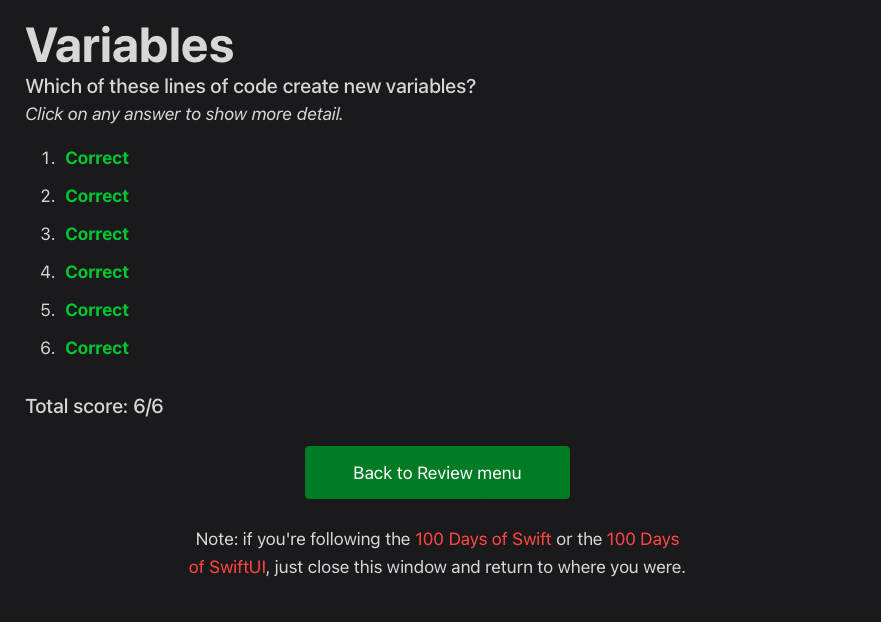 Variables
Which of these lines of code create new variables?
Click on any answer to show more detail.
1. Correct
2. Correct
3. Correct
4. Correct
5. Correct
6. Correct
Total score: 6/6
Back to Review menu
Note: if you're following the 100 Days of Swift or the 100 Days
of SwiftUI, just close this window and return to where you were.